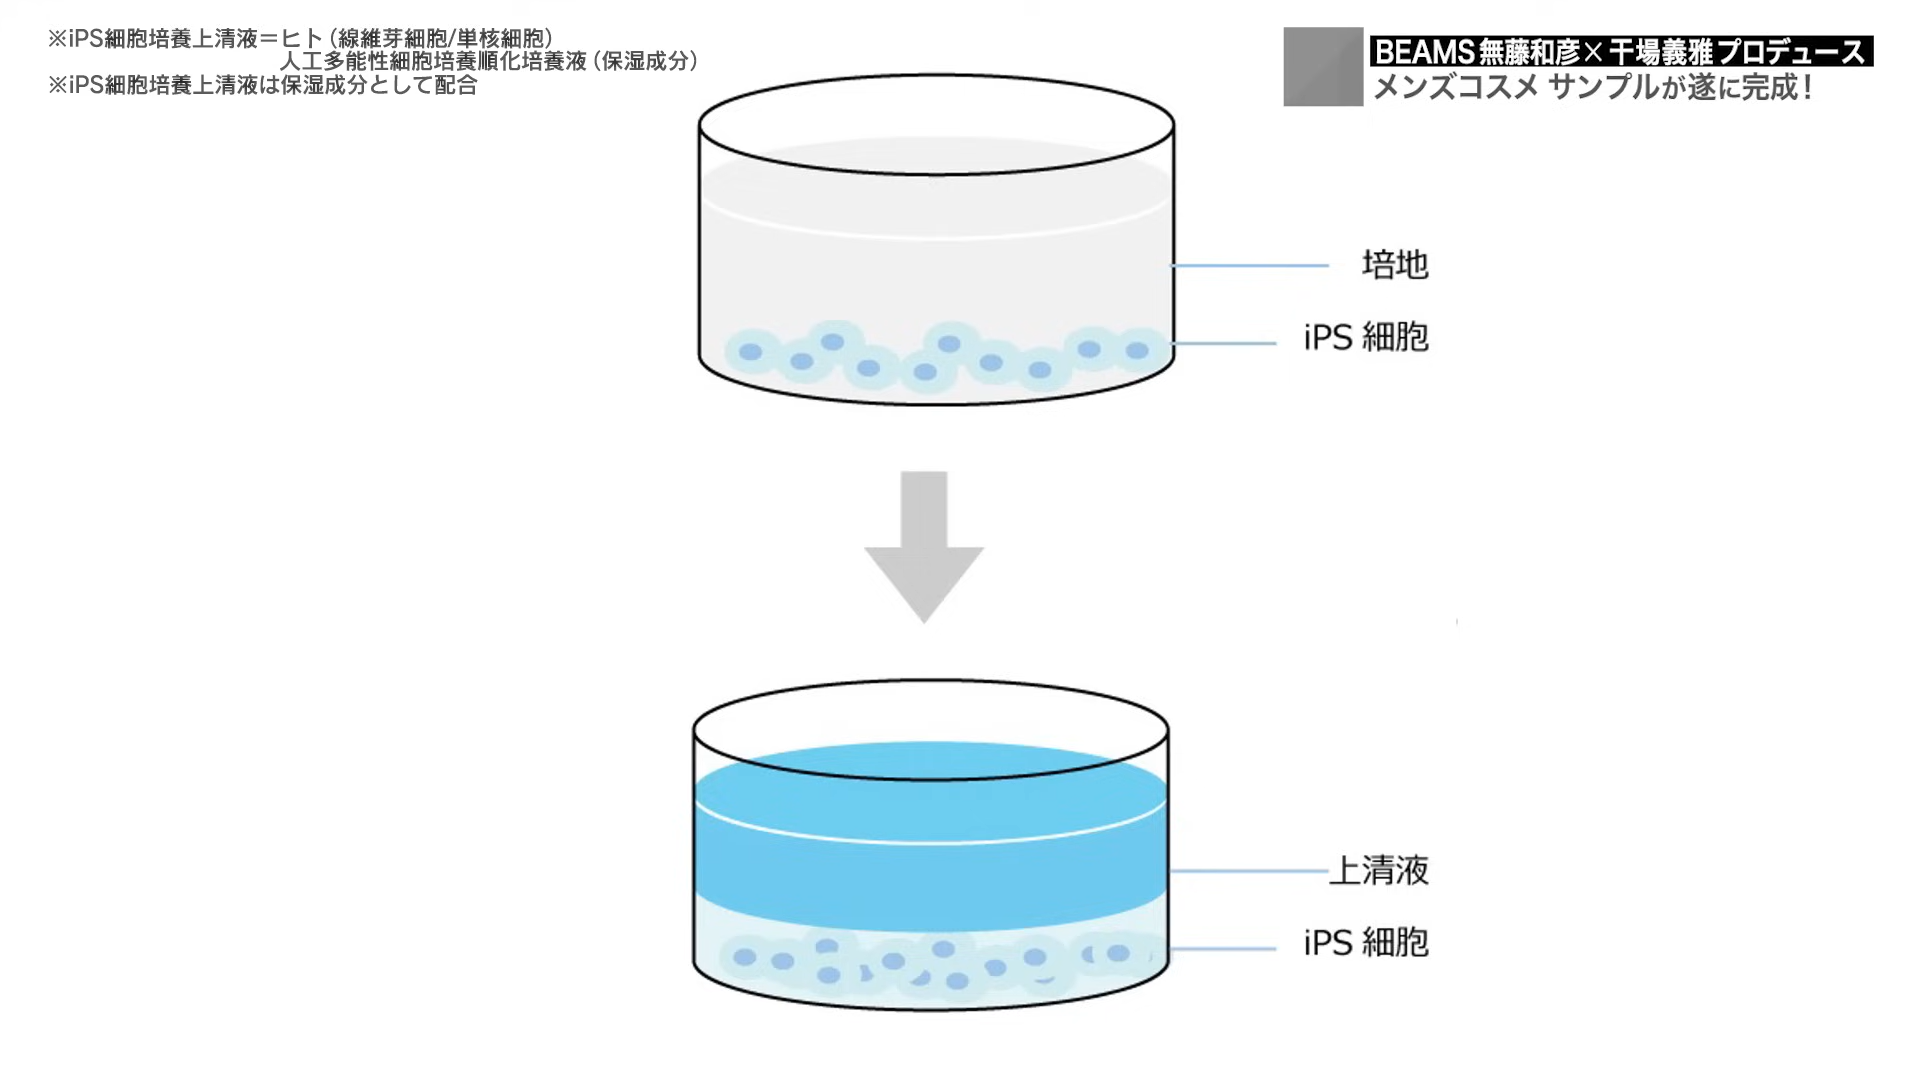 ※iPS細胞培養上清液＝ヒト（線維芽細胞/単核細胞）
人工多能性細胞培養順化培養液（保湿成分）
※iPS細胞培養上清液は保湿成分として配合
BEAMS無藤和彦×干場義雅プロデュース
メンズコスメ サンプルが遂に完成！
培地
iPS 細胞
上清液
iPS 細胞